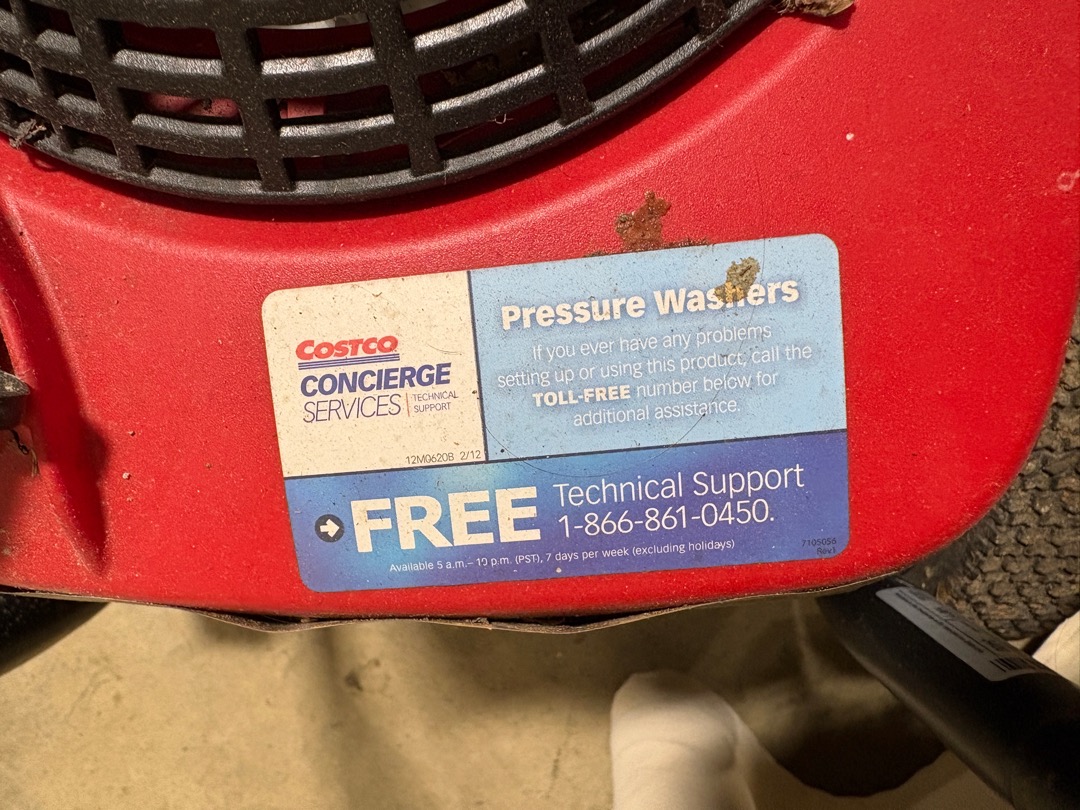 COSTCO
CONCIERGE
SERVICES
TECHNICAL
SUPPORT
12M0620B 2/12
Pressure Washers
If you ever have any problems
setting up or using this product, call the
TOLL-FREE number below for
additional assistance.
FREE
Technical Support
1-866-861-0450.
Available 5 a.m.– 10 p.m. (PST), 7 days per week (excluding holidays)
7105056
Rev1